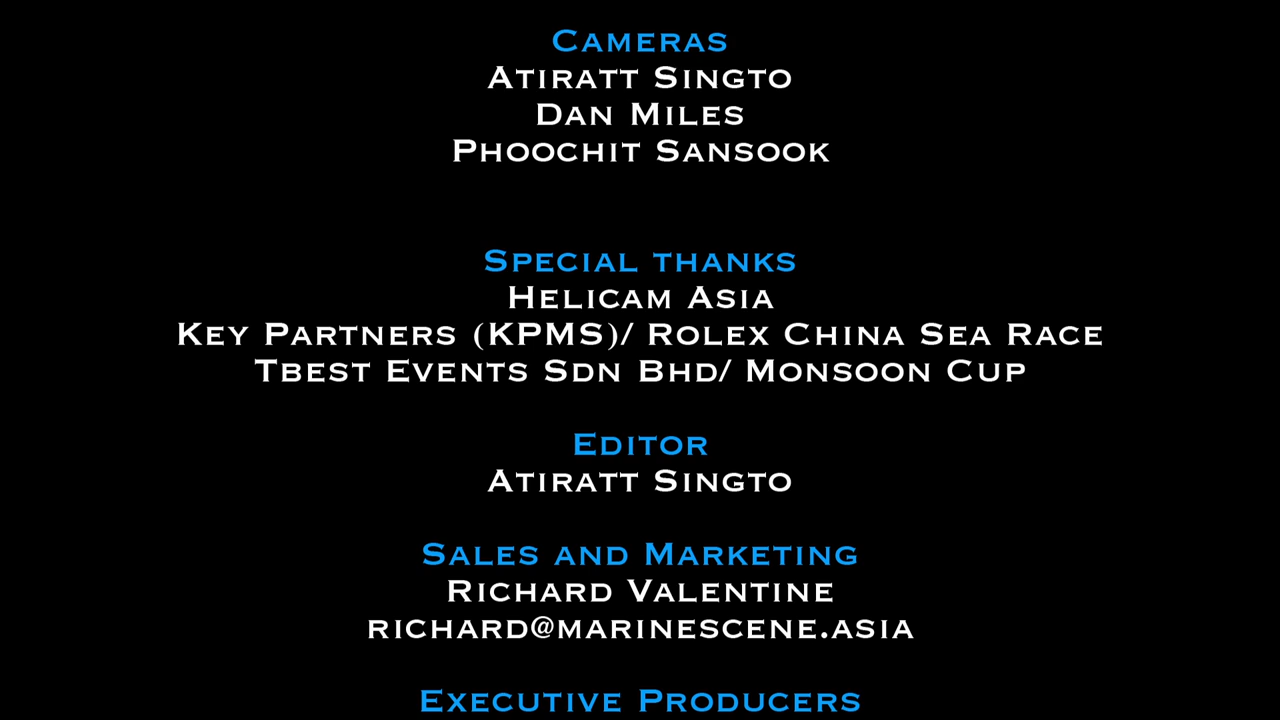 Cameras
Atiratt Singto
Dan Miles
Phoochit Sansook
Special thanks
Helicam Asia
Key Partners (KPMS)/ Rolex China Sea Race
Tbest Events Sdn Bhd/ Monsoon Cup
Editor
Atiratt Singto
Sales and Marketing
Richard Valentine
richard@marinescene.asia
Executive Producers